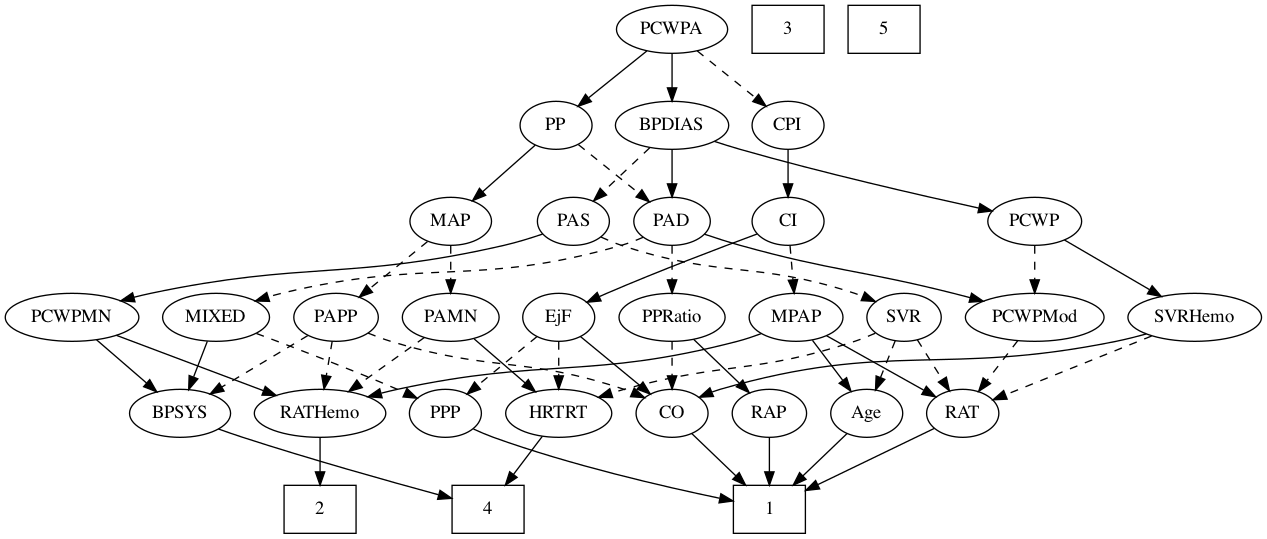 PCWPA 3 5
PP BPDIAS CPI
MAP PAS PAD CI PCWP
PCWPMN MIXED PAPP PAMN EjF PPRatio MPAP SVR PCWPMod SVRHemo
BPSYS RATHemo PPP HRTRT CO RAP Age RAT
2 4 1